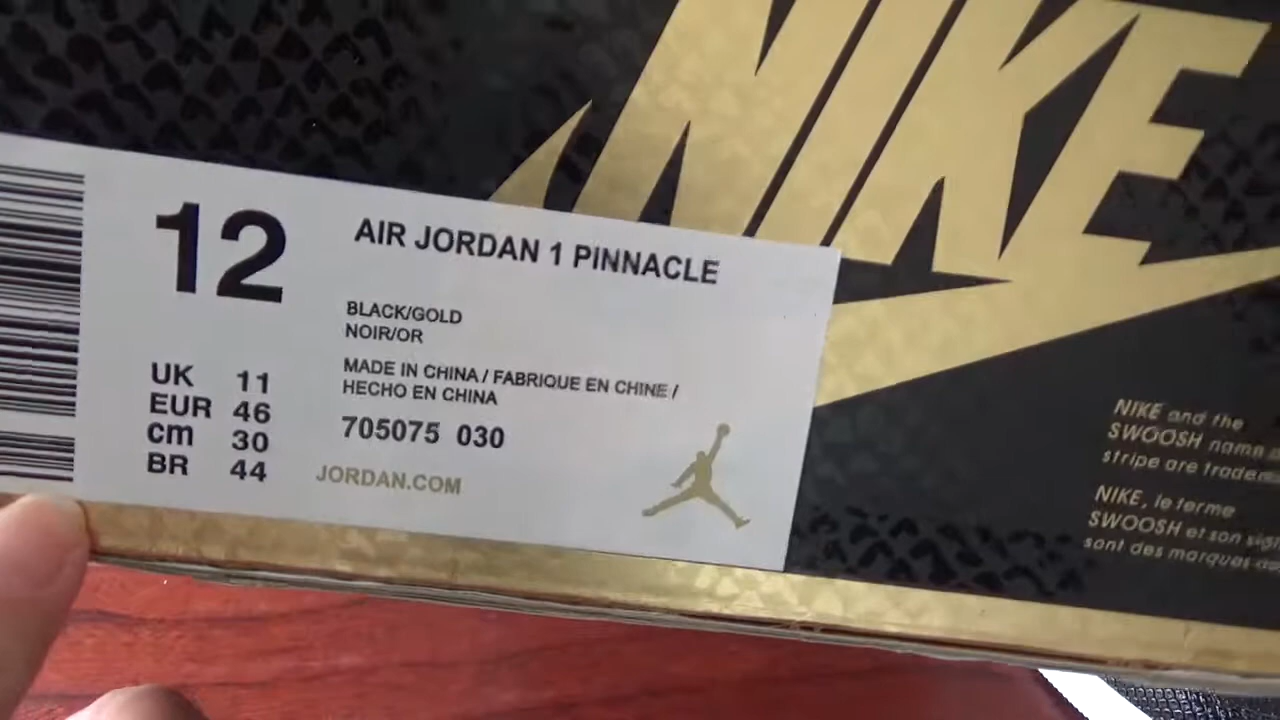 NIKE
12
AIR JORDAN 1 PINNACLE
BLACK/GOLD
NOIR/OR
MADE IN CHINA / FABRIQUE EN CHINE /
HECHO EN CHINA
705075 030
JORDAN.COM
UK 11
EUR 46
cm 30
BR 44
NIKE and the
SWOOSH name
stripe are
NIKE, le terme
SWOOSH et son
sont des marques